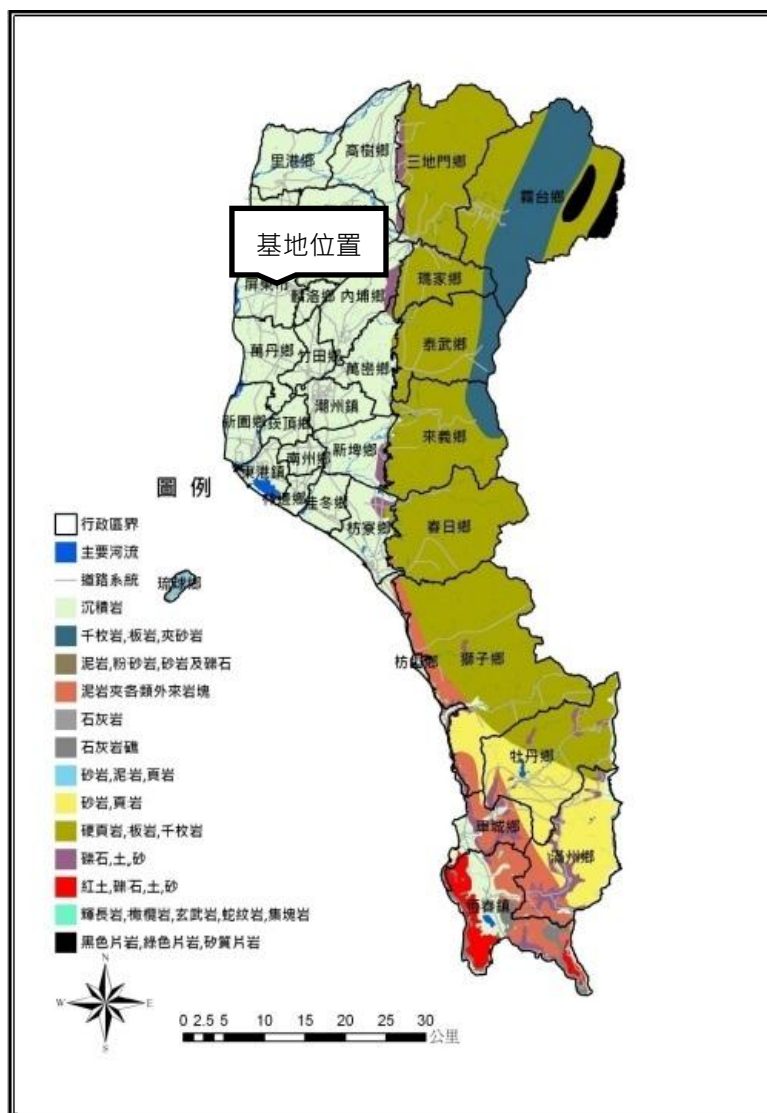 高樹鄉
里港鄉
三地門鄉
霧台鄉
基地位置
屏東市
麟洛鄉
內埔鄉
瑪家鄉
萬丹鄉
竹田鄉
泰武鄉
萬巒鄉
潮州鎮
新園鄉
崁頂鄉
來義鄉
新埤鄉
南州鄉
東港鎮
林邊鄉
佳冬鄉
枋寮鄉
春日鄉
琉球鄉
枋山鄉
獅子鄉
牡丹鄉
車城鄉
滿州鄉
恆春鎮
圖例
行政區界
主要河流
道路系統
沉積岩
千枚岩,板岩,夾砂岩
泥岩,粉砂岩,砂岩及礫石
泥岩夾各類外來岩塊
石灰岩
石灰岩礁
砂岩,泥岩,頁岩
砂岩,頁岩
硬頁岩,板岩,千枚岩
礫石,土,砂
紅土,礫石,土,砂
輝長岩,橄欖岩,玄武岩,蛇紋岩,集塊岩
黑色片岩,綠色片岩,矽質片岩
N
W
E
S
0 2.5 5 10 15 20 25 30
公里